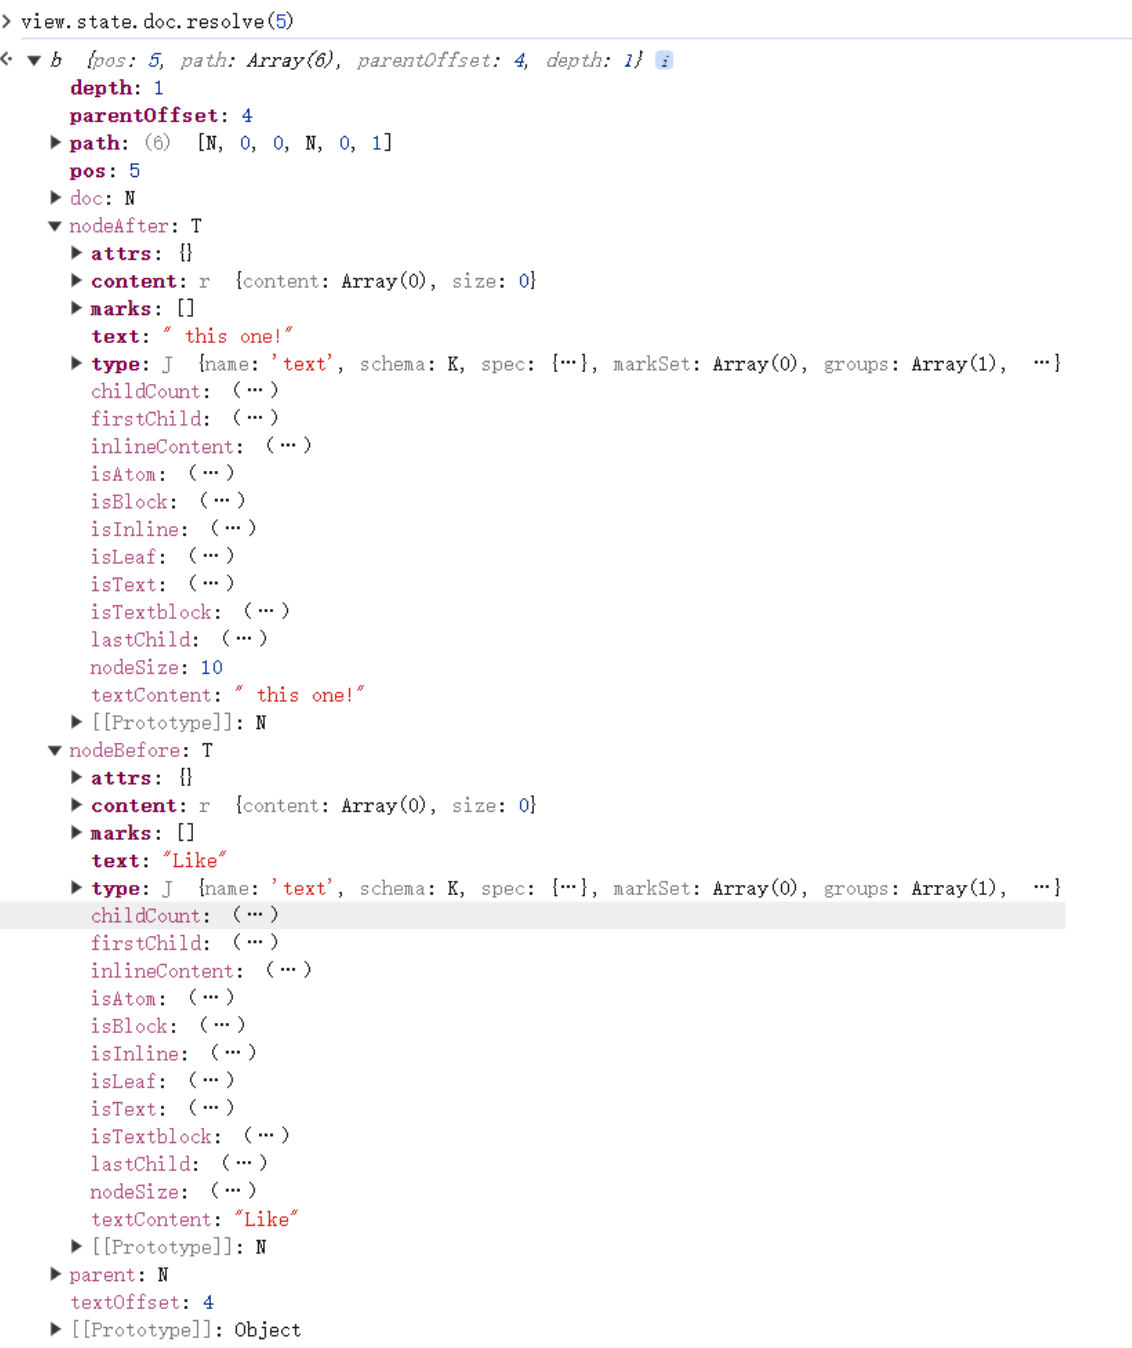 > view.state.doc.resolve(5)
b {pos: 5, path: Array(6), parentOffset: 4, depth: 1} i
depth: 1
parentOffset: 4
path: (6) [N, 0, 0, N, 0, 1]
pos: 5
doc: N
nodeAfter: T
attrs: {}
content: r {content: Array(0), size: 0}
marks: []
text: " this one!"
type: J {name: 'text', schema: K, spec: {…}, markSet: Array(0), groups: Array(1), …}
childCount: (...)
firstChild: (...)
inlineContent: (...)
isAtom: (...)
isBlock: (...)
isInline: (...)
isLeaf: (...)
isText: (...)
isTextblock: (...)
lastChild: (...)
nodeSize: 10
textContent: " this one!"
[[Prototype]]: N
nodeBefore: T
attrs: {}
content: r {content: Array(0), size: 0}
marks: []
text: "Like"
type: J {name: 'text', schema: K, spec: {…}, markSet: Array(0), groups: Array(1), …}
childCount: (...)
firstChild: (...)
inlineContent: (...)
isAtom: (...)
isBlock: (...)
isInline: (...)
isLeaf: (...)
isText: (...)
isTextblock: (...)
lastChild: (...)
nodeSize: (...)
textContent: "Like"
[[Prototype]]: N
parent: N
textOffset: 4
[[Prototype]]: Object